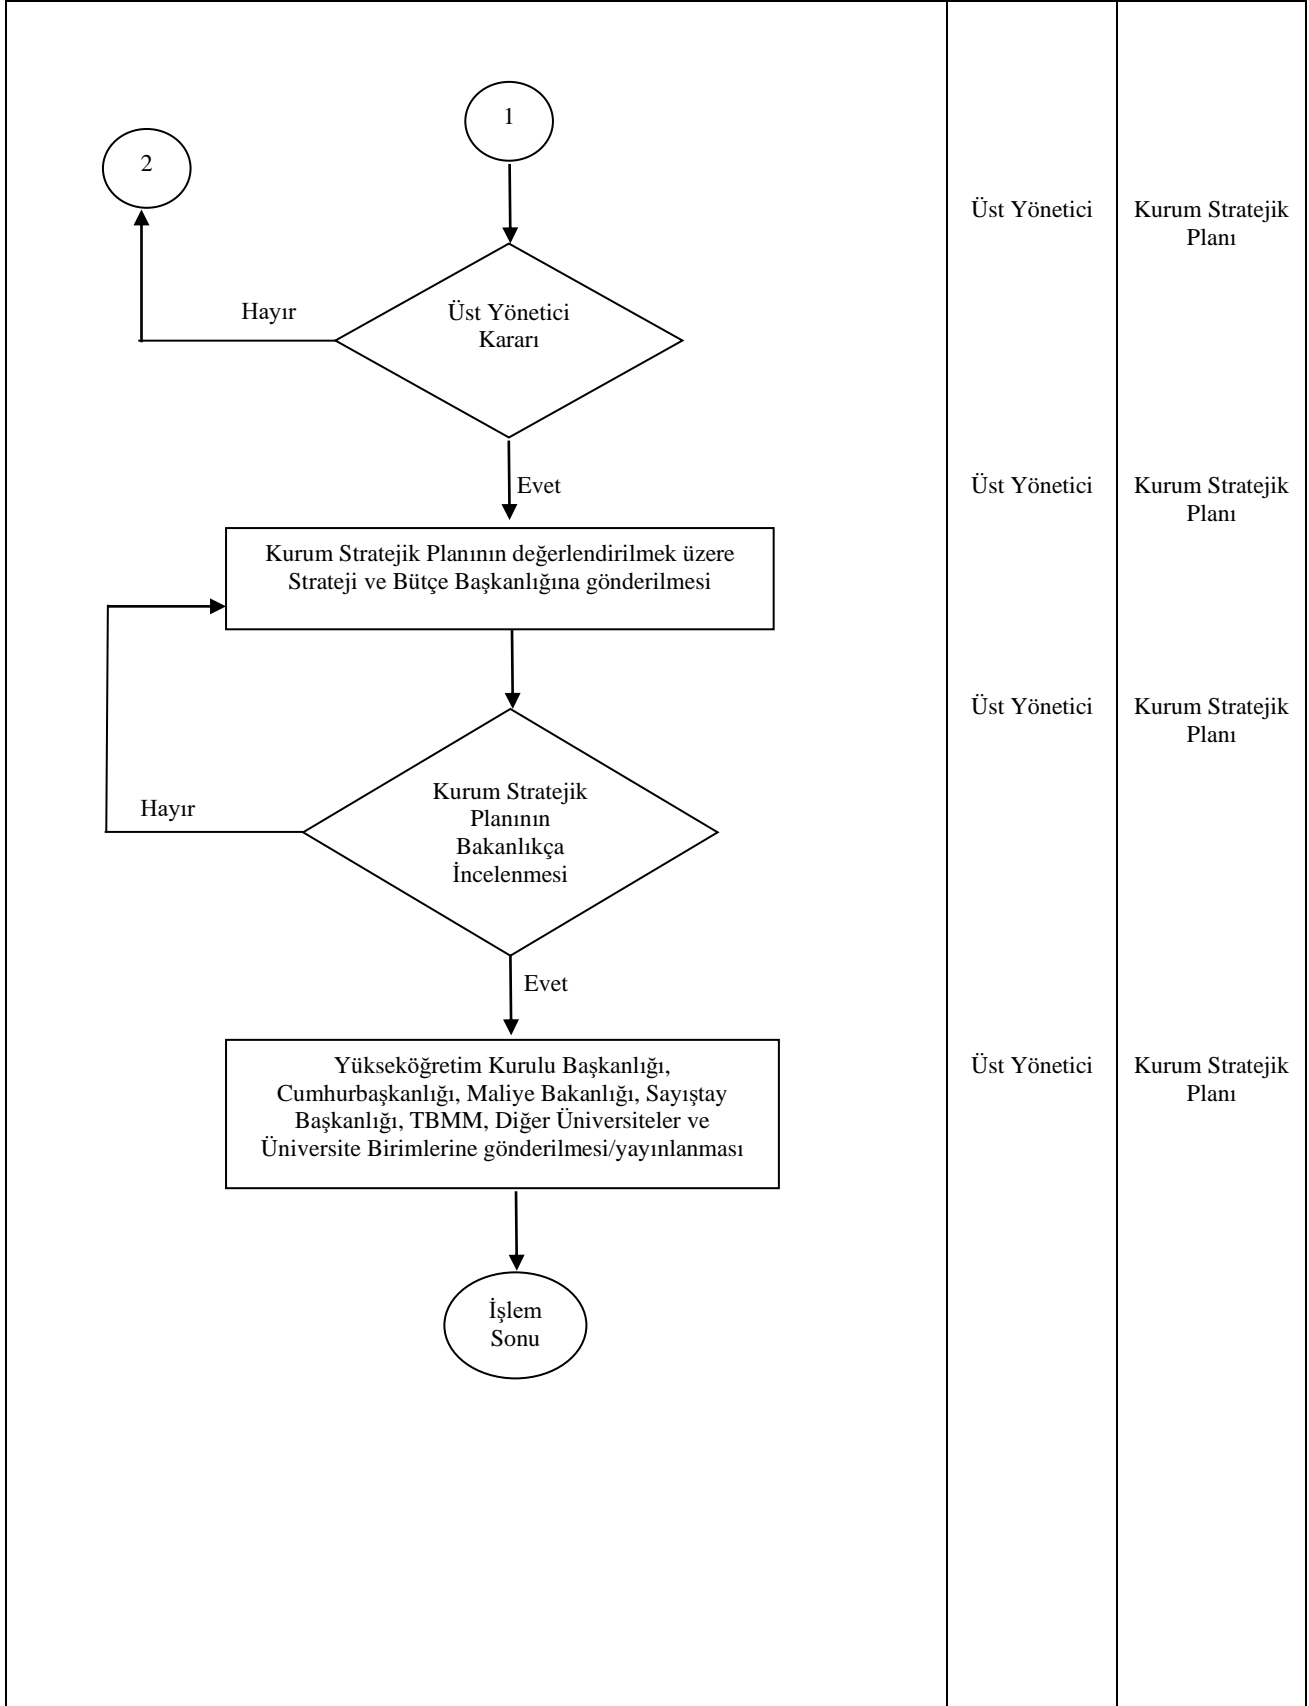 1
2
Üst Yönetici
Kurum Stratejik
Planı
Hayır
Üst Yönetici
Kararı
Evet
Üst Yönetici
Kurum Stratejik
Planı
Kurum Stratejik Planının değerlendirilmek üzere
Strateji ve Bütçe Başkanlığına gönderilmesi
Üst Yönetici
Kurum Stratejik
Planı
Hayır
Kurum Stratejik
Planının
Bakanlıkça
İncelenmesi
Evet
Yükseköğretim Kurulu Başkanlığı,
Cumhurbaşkanlığı, Maliye Bakanlığı, Sayıştay
Başkanlığı, TBMM, Diğer Üniversiteler ve
Üniversite Birimlerine gönderilmesi/yayınlanması
Üst Yönetici
Kurum Stratejik
Planı
İşlem
Sonu